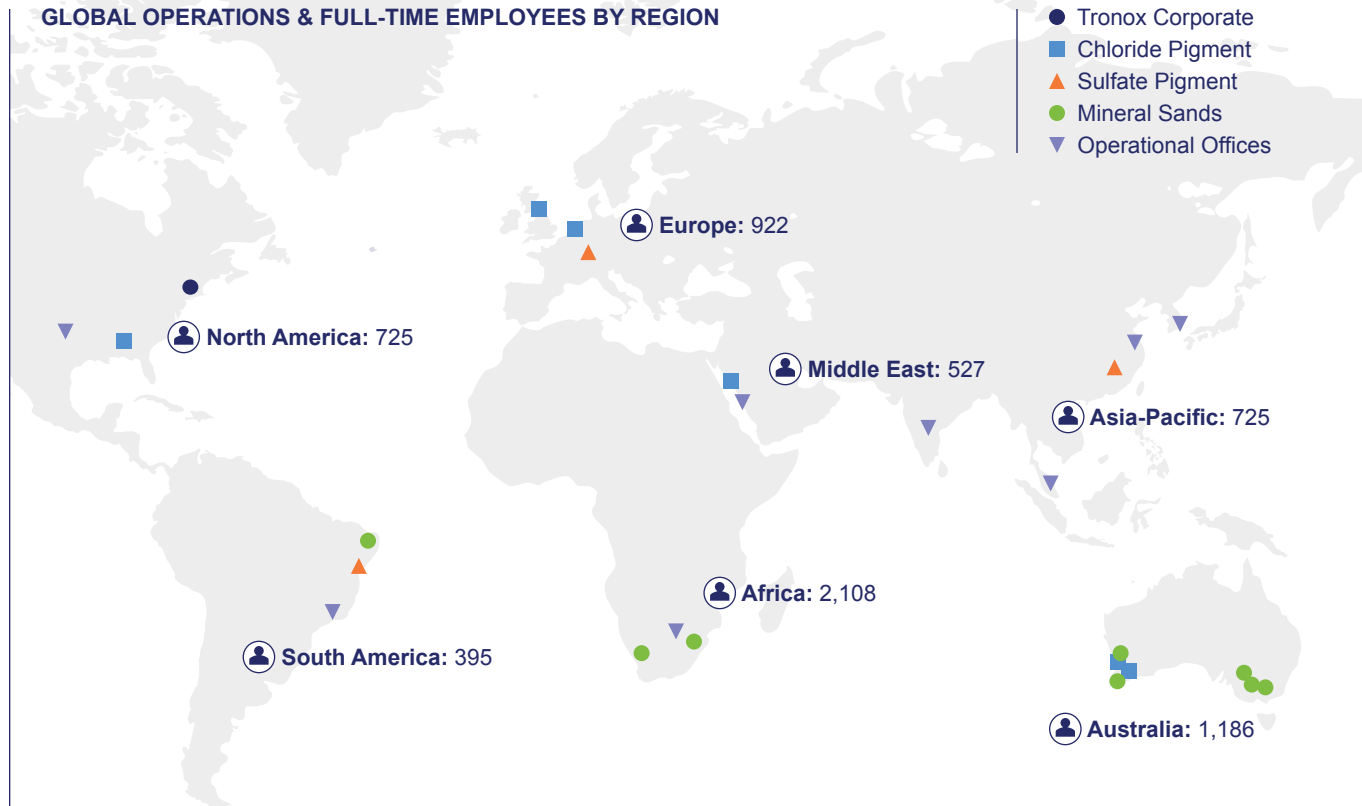 GLOBAL OPERATIONS & FULL-TIME EMPLOYEES BY REGION
Tronox Corporate
Chloride Pigment
Sulfate Pigment
Mineral Sands
Operational Offices
Europe: 922
North America: 725
Middle East: 527
Asia-Pacific: 725
Africa: 2,108
South America: 395
Australia: 1,186